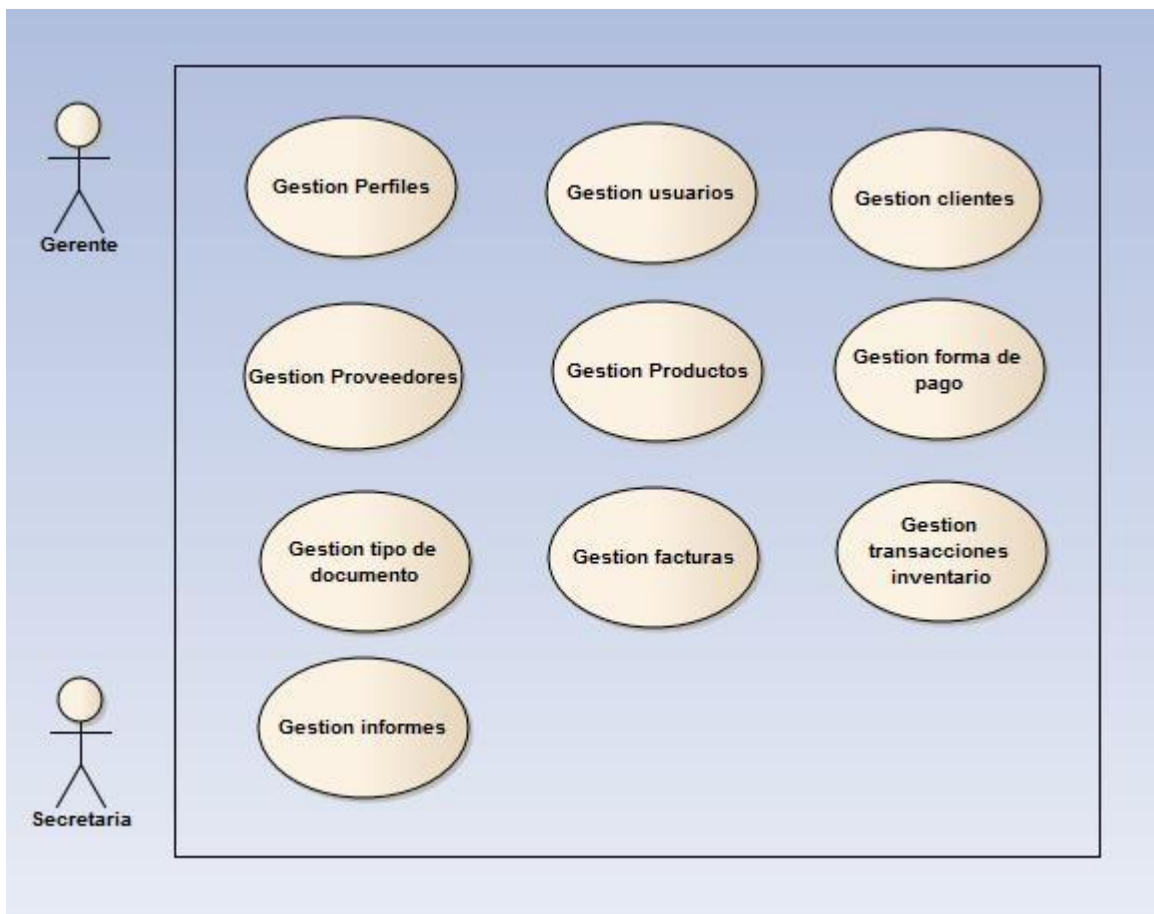 Gerente
Gestion Perfiles
Gestion usuarios
Gestion clientes
Gestion Proveedores
Gestion Productos
Gestion forma de
pago
Gestion tipo de
documento
Gestion facturas
Gestion
transacciones
inventario
Gestion informes
Secretaria